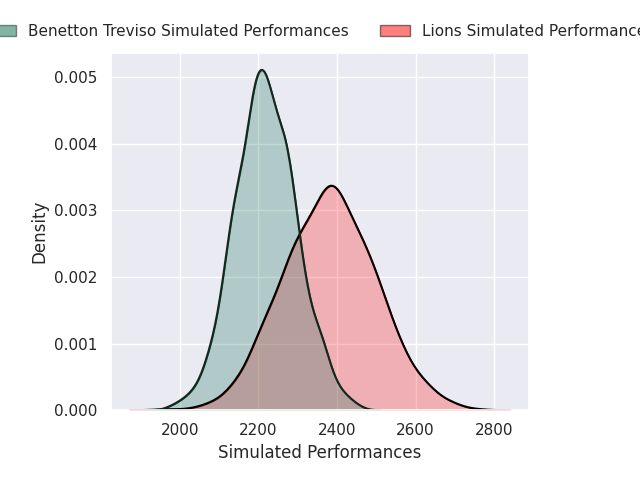 Benetton Treviso Simulated Performances
Lions Simulated Performance
0.005
0.004
0.003
0.002
0.001
0.000
Density
2000 2200 2400 2600 2800
Simulated Performances